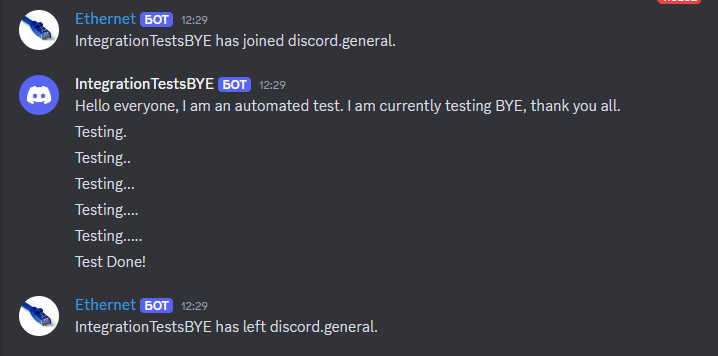 Ethernet БОТ 12:29
IntegrationTestsBYE has joined discord.general.
IntegrationTestsBYE БОТ 12:29
Hello everyone, I am an automated test. I am currently testing BYE, thank you all.
Testing.
Testing..
Testing...
Testing....
Testing.....
Test Done!
Ethernet БОТ 12:29
IntegrationTestsBYE has left discord.general.